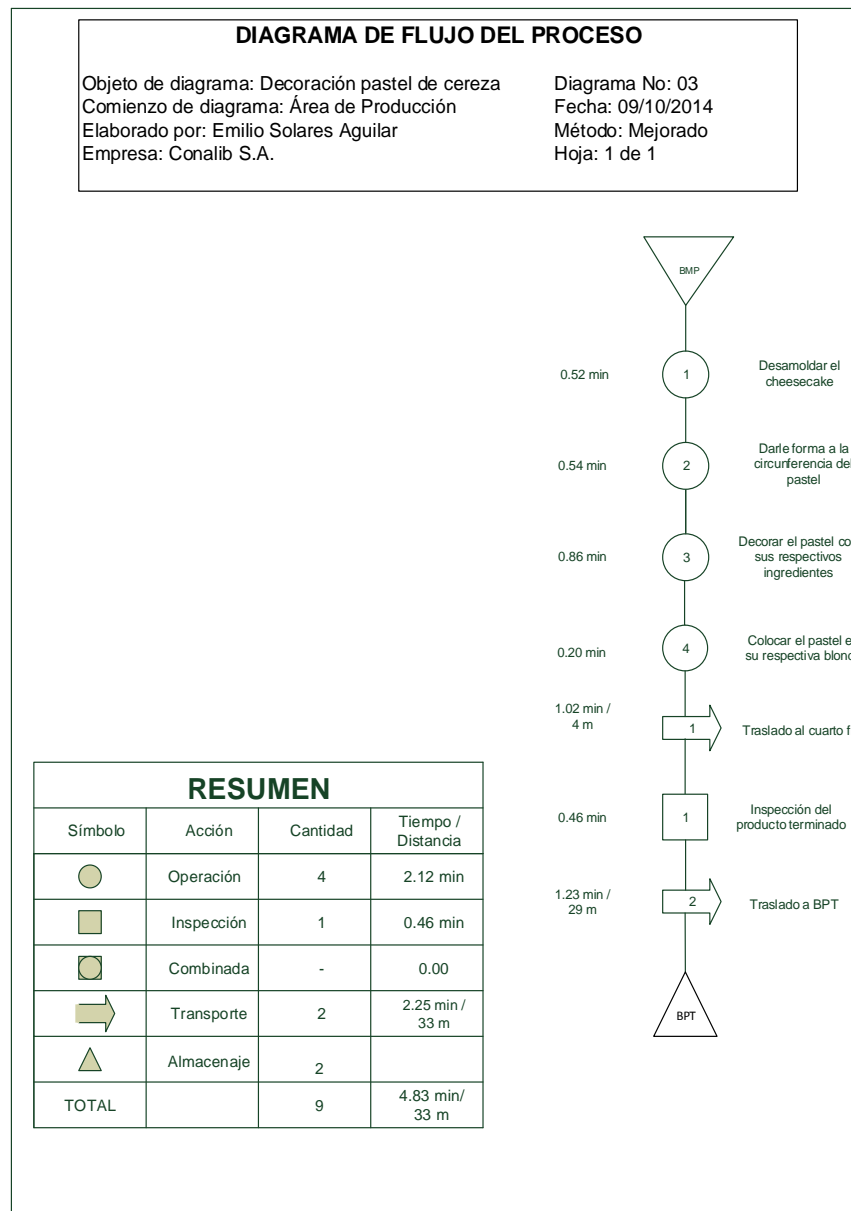 DIAGRAMA DE FLUJO DEL PROCESO
Objeto de diagrama: Decoración pastel de cereza
Diagrama No: 03
Comienzo de diagrama: Área de Producción
Fecha: 09/10/2014
Elaborado por: Emilio Solares Aguilar
Método: Mejorado
Empresa: Conalib S.A.
Hoja: 1 de 1
BMP
0.52 min
1
Desamoldar el
cheesecake
0.54 min
2
Darle forma a la
circunferencia del
pastel
0.86 min
3
Decorar el pastel co
sus respectivos
ingredientes
0.20 min
4
Colocar el pastel e
su respectiva blond
1.02 min /
4 m
1
Traslado al cuarto f
0.46 min
1
Inspección del
producto terminado
1.23 min /
29 m
2
Traslado a BPT
BPT
RESUMEN
Símbolo
Acción
Cantidad
Tiempo /
Distancia
Operación
4
2.12 min
Inspección
1
0.46 min
Combinada
-
0.00
Transporte
2
2.25 min /
33 m
Almacenaje
2
TOTAL
9
4.83 min/
33 m